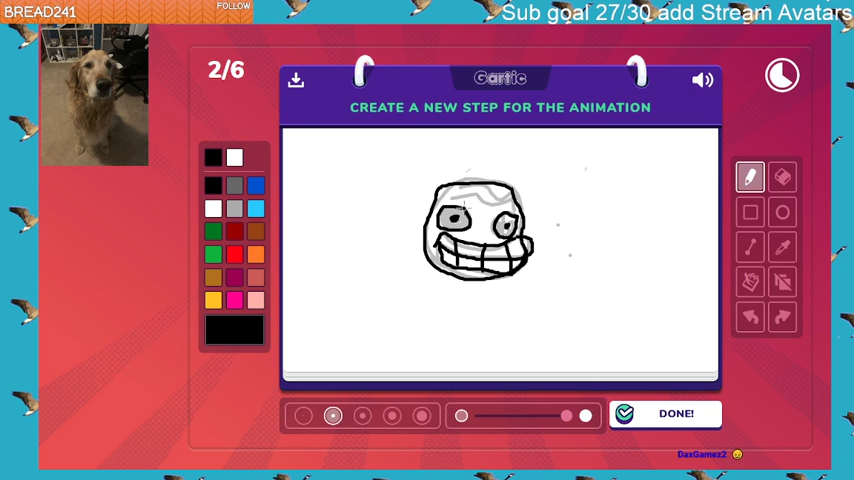 BREAD241
FOLLOW
Sub goal 27/30 add Stream Avatars
2/6
Gartic
CREATE A NEW STEP FOR THE ANIMATION
DONE!
DaxGamez2